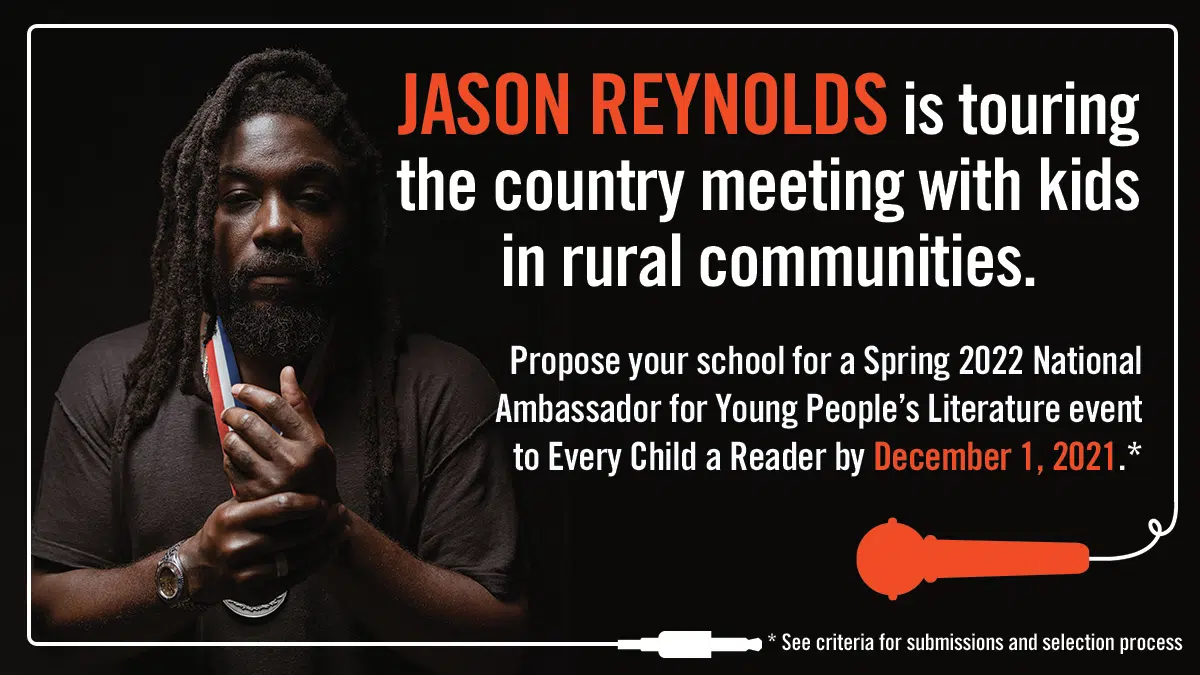 JASON REYNOLDS is touring
the country meeting with kids
in rural communities.
Propose your school for a Spring 2022 National
Ambassador for Young People’s Literature event
to Every Child a Reader by December 1, 2021.*
* See criteria for submissions and selection process